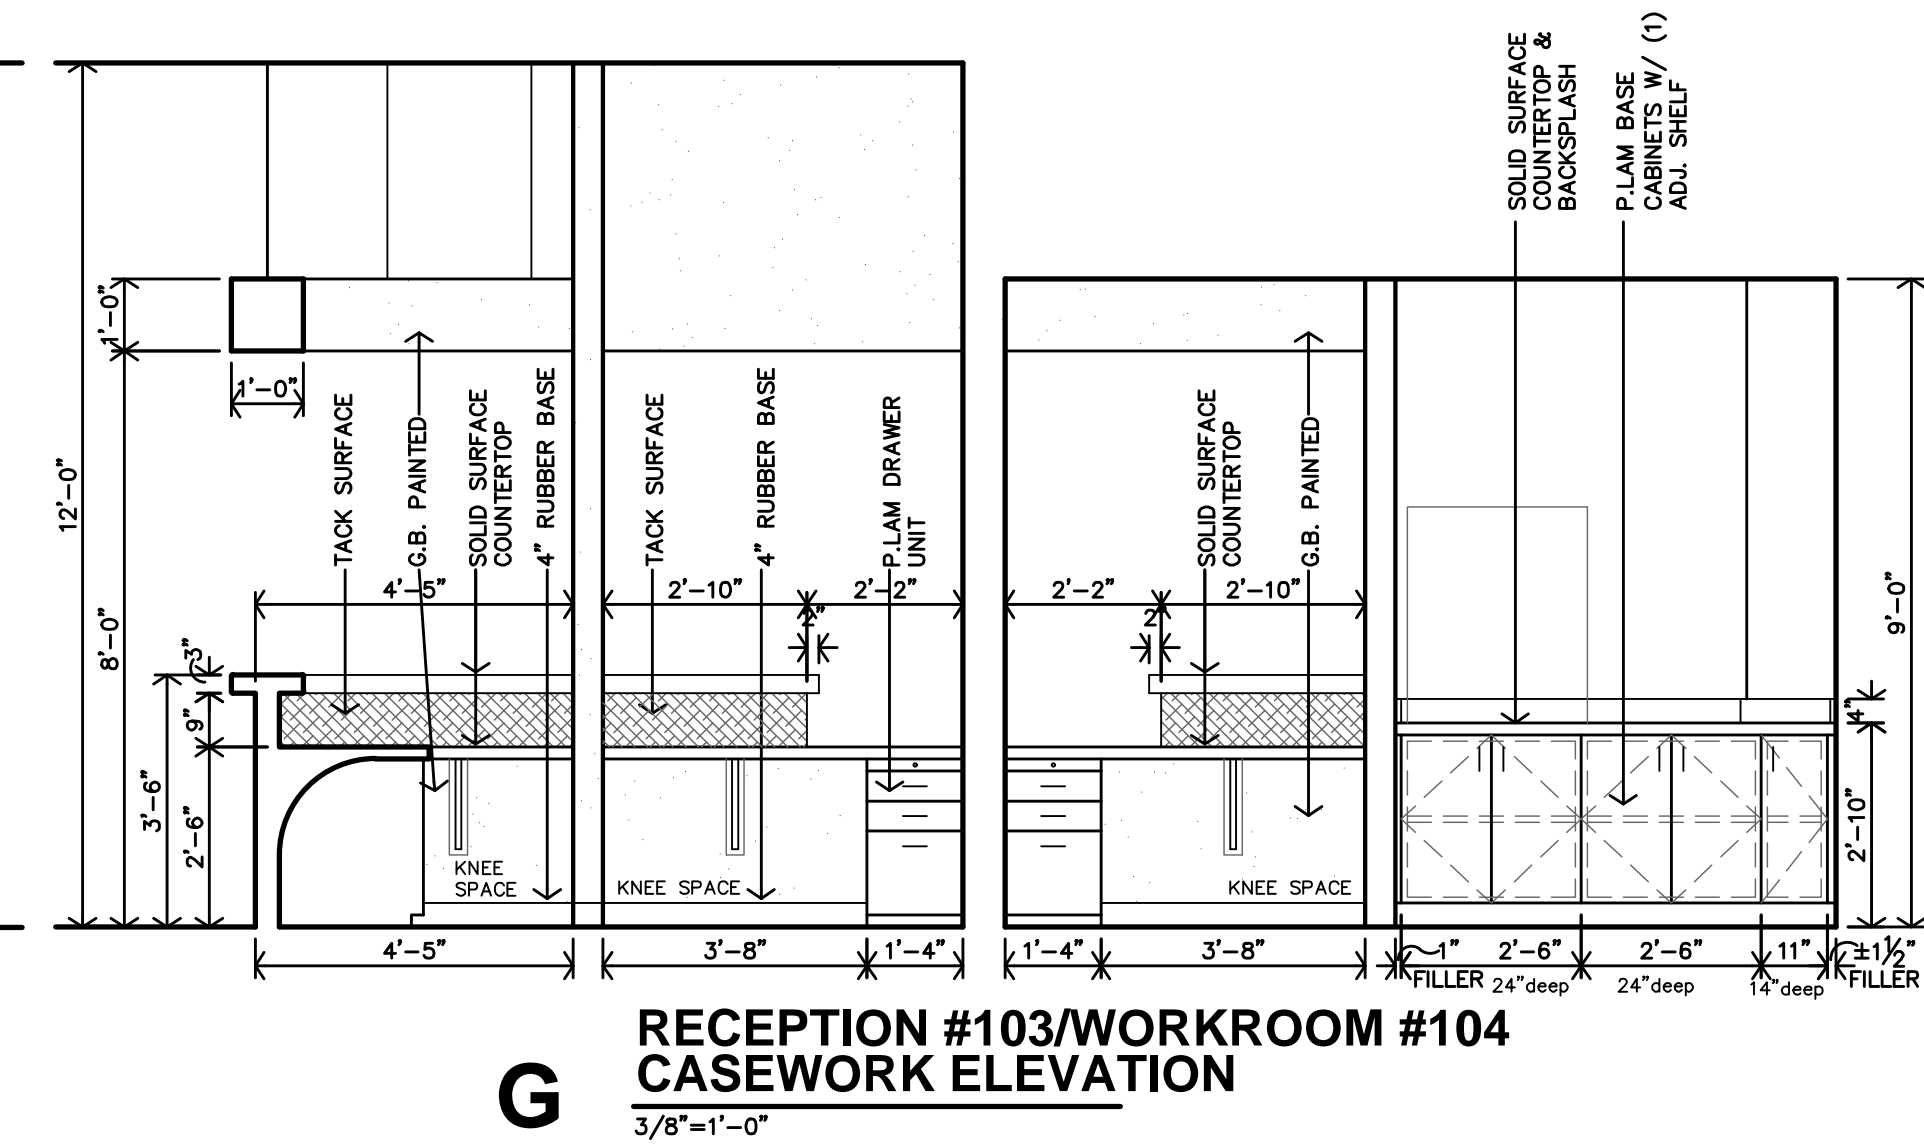 SOLID SURFACE
COUNTERTOP &
BACKSPLASH
P.LAM BASE
CABINETS W/ (1)
ADJ. SHELF
12'-0"
1'-0"
8'-0"
1'-0"
TACK SURFACE
G.B. PAINTED
SOLID SURFACE
COUNTERTOP
4" RUBBER BASE
TACK SURFACE
4" RUBBER BASE
P.LAM DRAWER
UNIT
SOLID SURFACE
COUNTERTOP
G.B. PAINTED
4'-5"
2'-10"
2'-2"
2"
2'-2"
2'-10"
2"
9'-0"
3"
9"
3'-6"
2'-6"
4"
2'-10"
KNEE
SPACE
KNEE SPACE
KNEE SPACE
4'-5"
3'-8"
1'-4"
1'-4"
3'-8"
1"
FILLER
2'-6"
24"deep
2'-6"
24"deep
11"
14"deep
±1½"
FILLER
G
RECEPTION #103/WORKROOM #104
CASEWORK ELEVATION
3/8"=1'-0"